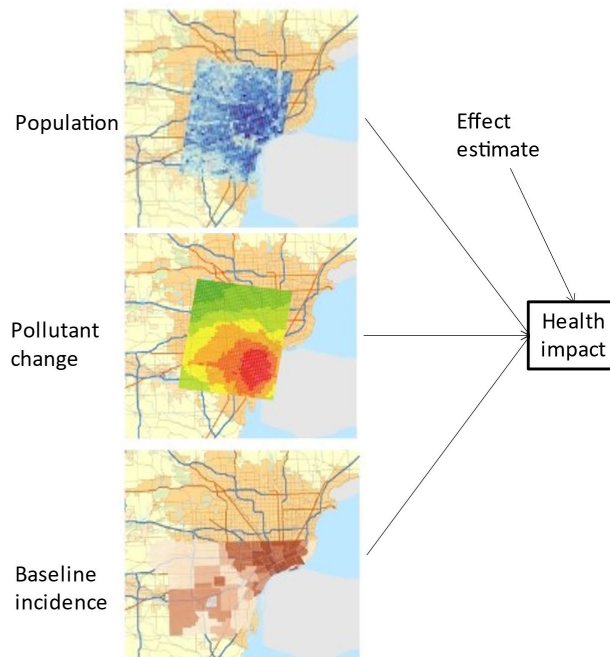 Population
Effect
estimate
Pollutant
change
Health
impact
Baseline
incidence